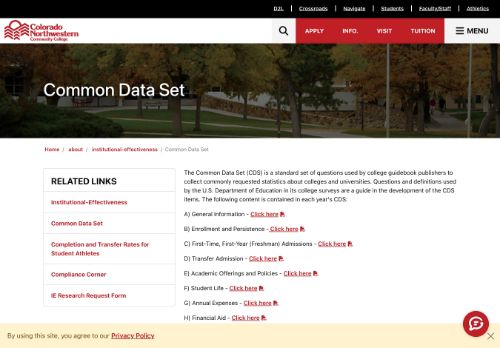 D2L | Crossroads | Navigate | Students | Faculty/Staff | Athletics
Colorado
Northwestern
Community College
APPLY INFO. VISIT TUITION MENU
Common Data Set
Home / about / institutional-effectiveness / Common Data Set
RELATED LINKS
Institutional-Effectiveness
Common Data Set
Completion and Transfer Rates for
Student Athletes
Compliance Corner
IE Research Request Form
The Common Data Set (CDS) is a standard set of questions used by college guidebook publishers to
collect commonly requested statistics about colleges and universities. Questions and definitions used
by the U.S. Department of Education in its college surveys are a guide in the development of the CDS
items. The following content is contained in each year's CDS:
A) General Information - Click here
B) Enrollment and Persistence - Click here
C) First-Time, First-Year (Freshman) Admissions - Click here
D) Transfer Admission - Click here
E) Academic Offerings and Policies - Click here
F) Student Life - Click here
G) Annual Expenses - Click here
H) Financial Aid - Click here
By using this site, you agree to our Privacy Policy